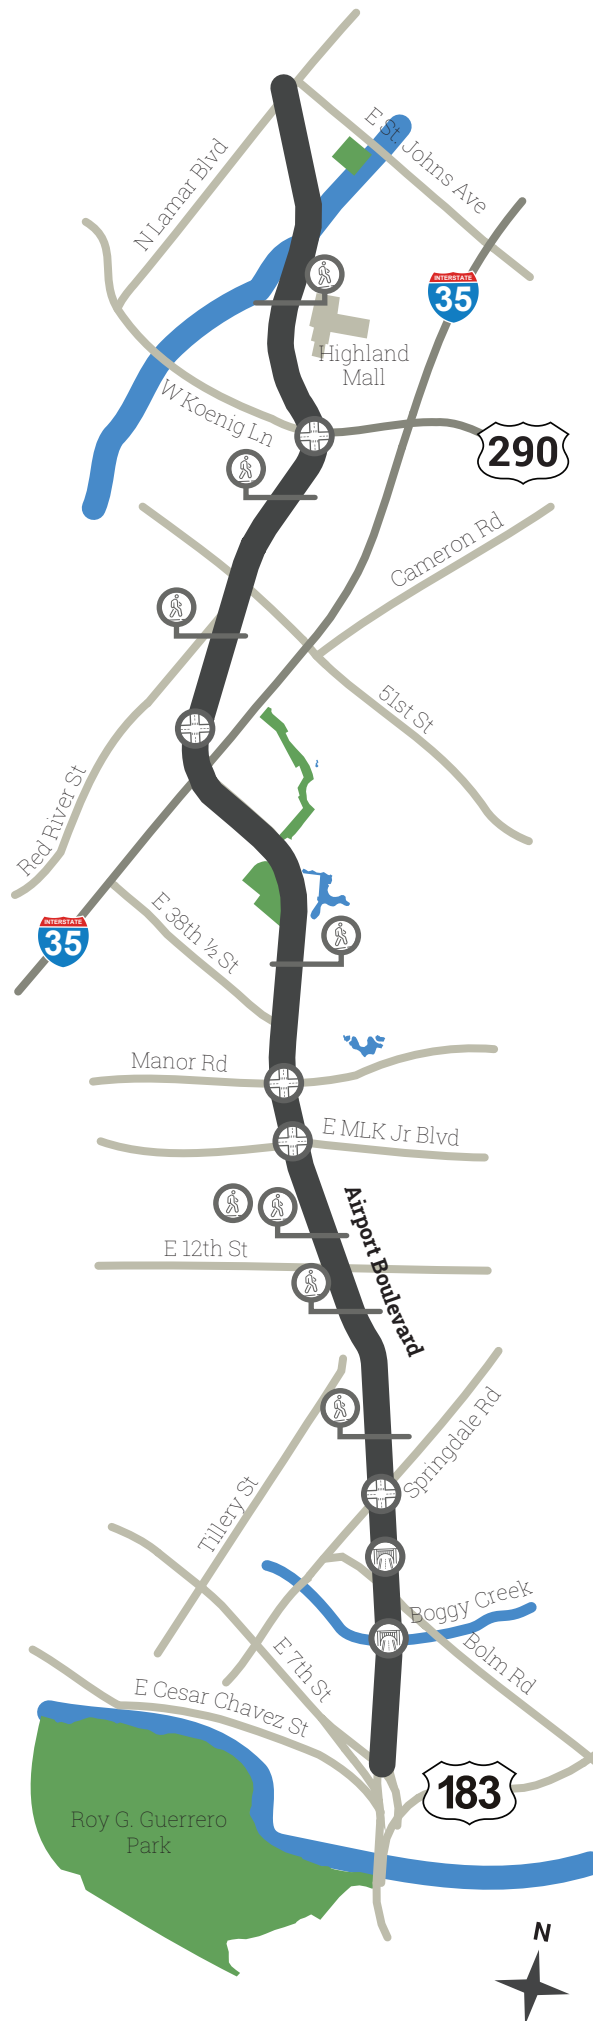 E St. Johns Ave
N Lamar Blvd
INTERSTATE
35
Highland
Mall
W Koenig Ln
290
Cameron Rd
51st St
Red River St
E 38th ½ St
INTERSTATE
35
Manor Rd
E MLK Jr Blvd
Airport Boulevard
E 12th St
Springdale Rd
Tillery St
Boggy Creek
Bolm Rd
E 7th St
E Cesar Chavez St
183
Roy G. Guerrero
Park
N